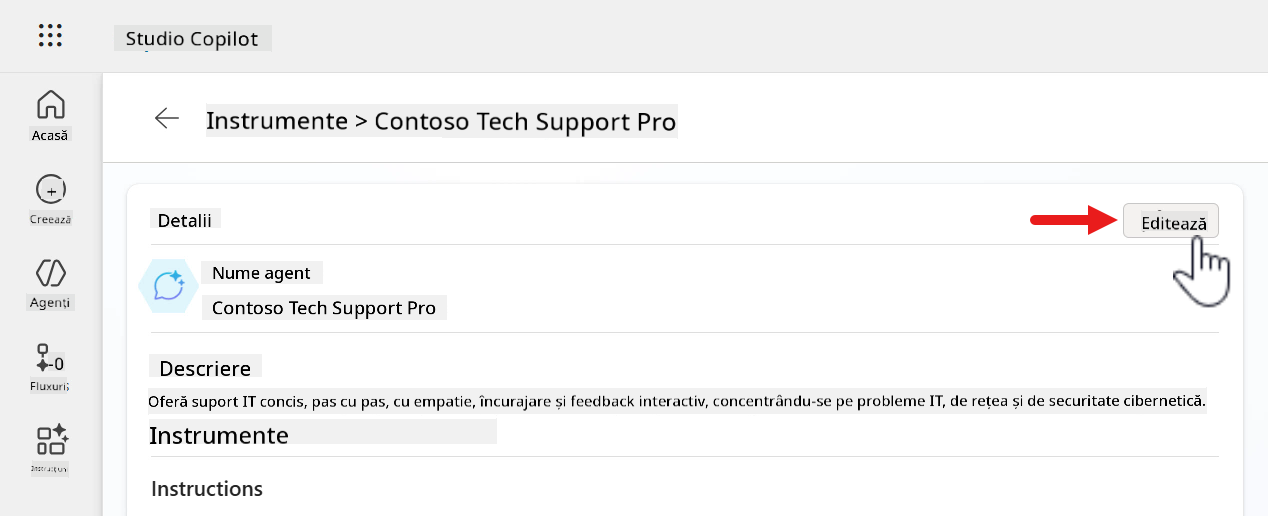 Studio Copilot
Acasă
Creează
Agenți
Fluxuri
Instrumente > Contoso Tech Support Pro
Detalii
Editează
Nume agent
Contoso Tech Support Pro
Descriere
Oferă suport IT concis, pas cu pas, cu empatie, încurajare și feedback interactiv, concentrându-se pe probleme IT, de rețea și de securitate cibernetică.
Instrumente
Instructions